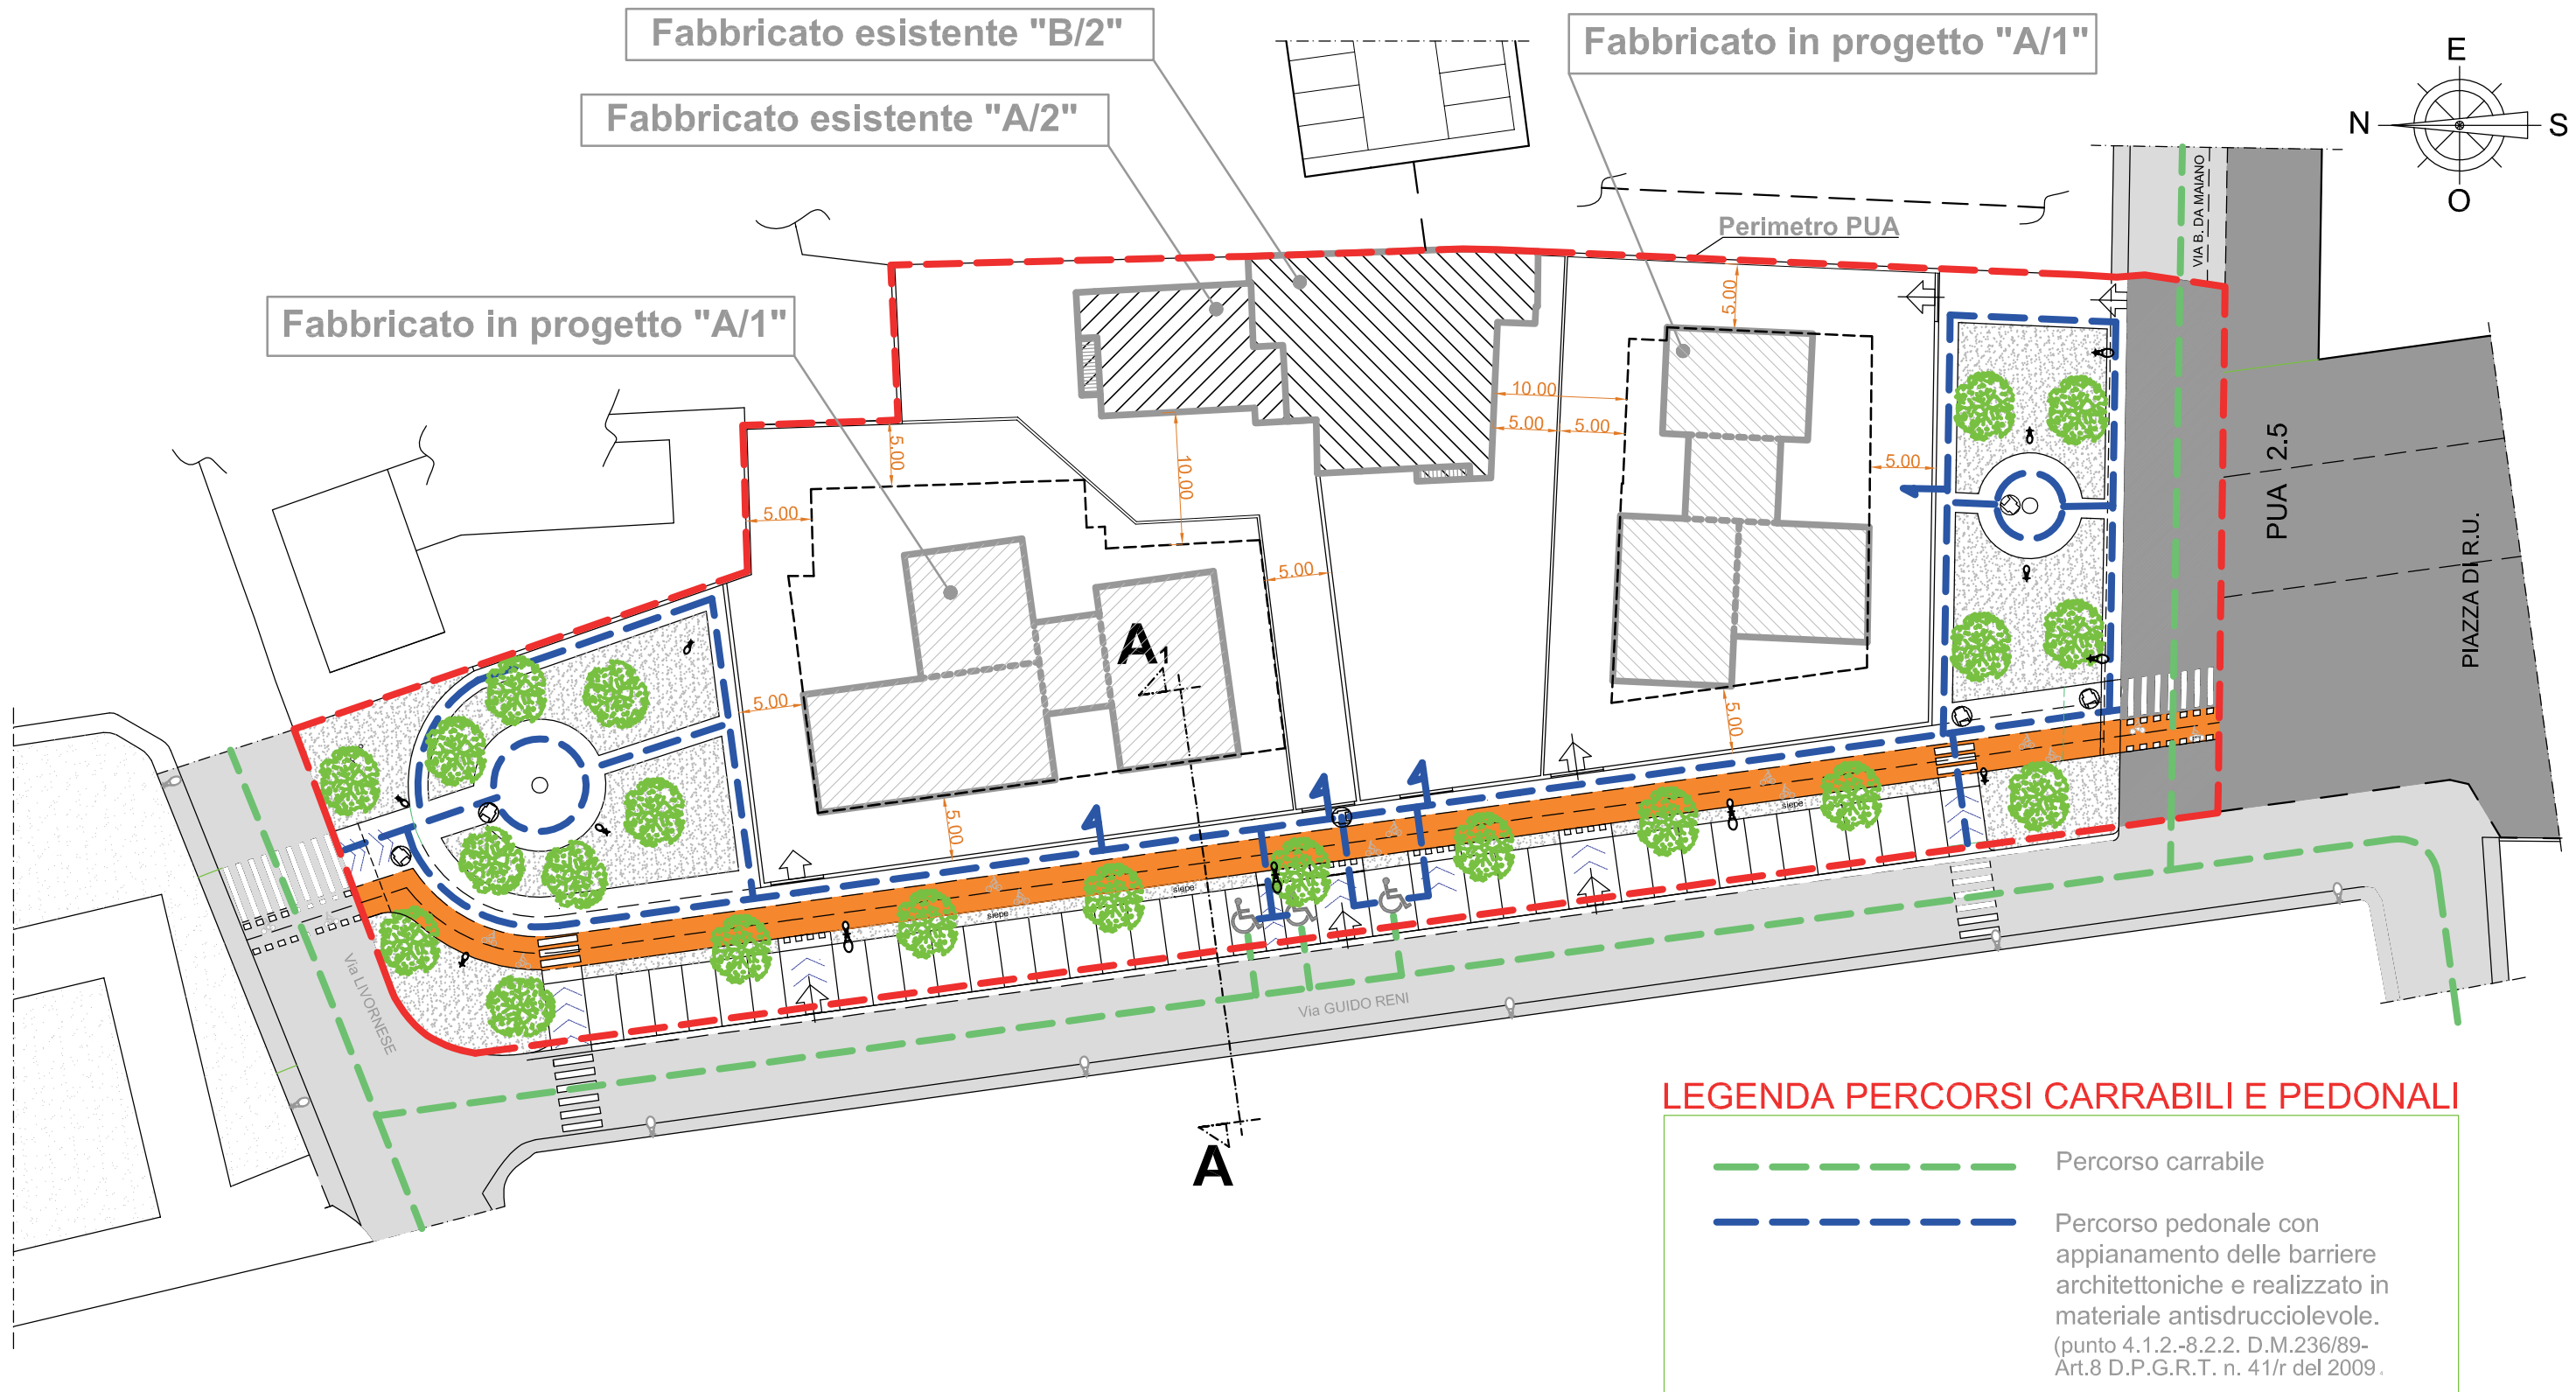 Fabbricato esistente "B/2"
Fabbricato in progetto "A/1"
Fabbricato esistente "A/2"
E
N
S
O
VIA B. DA MAIANO
Perimetro PUA
Fabbricato in progetto "A/1"
5.00
10.00
5.00
5.00
5.00
5.00
10.00
5.00
5.00
5.00
5.00
5.00
5.00
PUA 2.5
PIAZZA DI R.U.
A1
siepe
siepe
siepe
Via LIVORNESE
Via GUIDO RENI
A
LEGENDA PERCORSI CARRABILI E PEDONALI
Percorso carrabile
Percorso pedonale con
appianamento delle barriere
architettoniche e realizzato in
materiale antisdrucciolevole.
(punto 4.1.2.-8.2.2. D.M.236/89-
Art.8 D.P.G.R.T. n. 41/r del 2009.